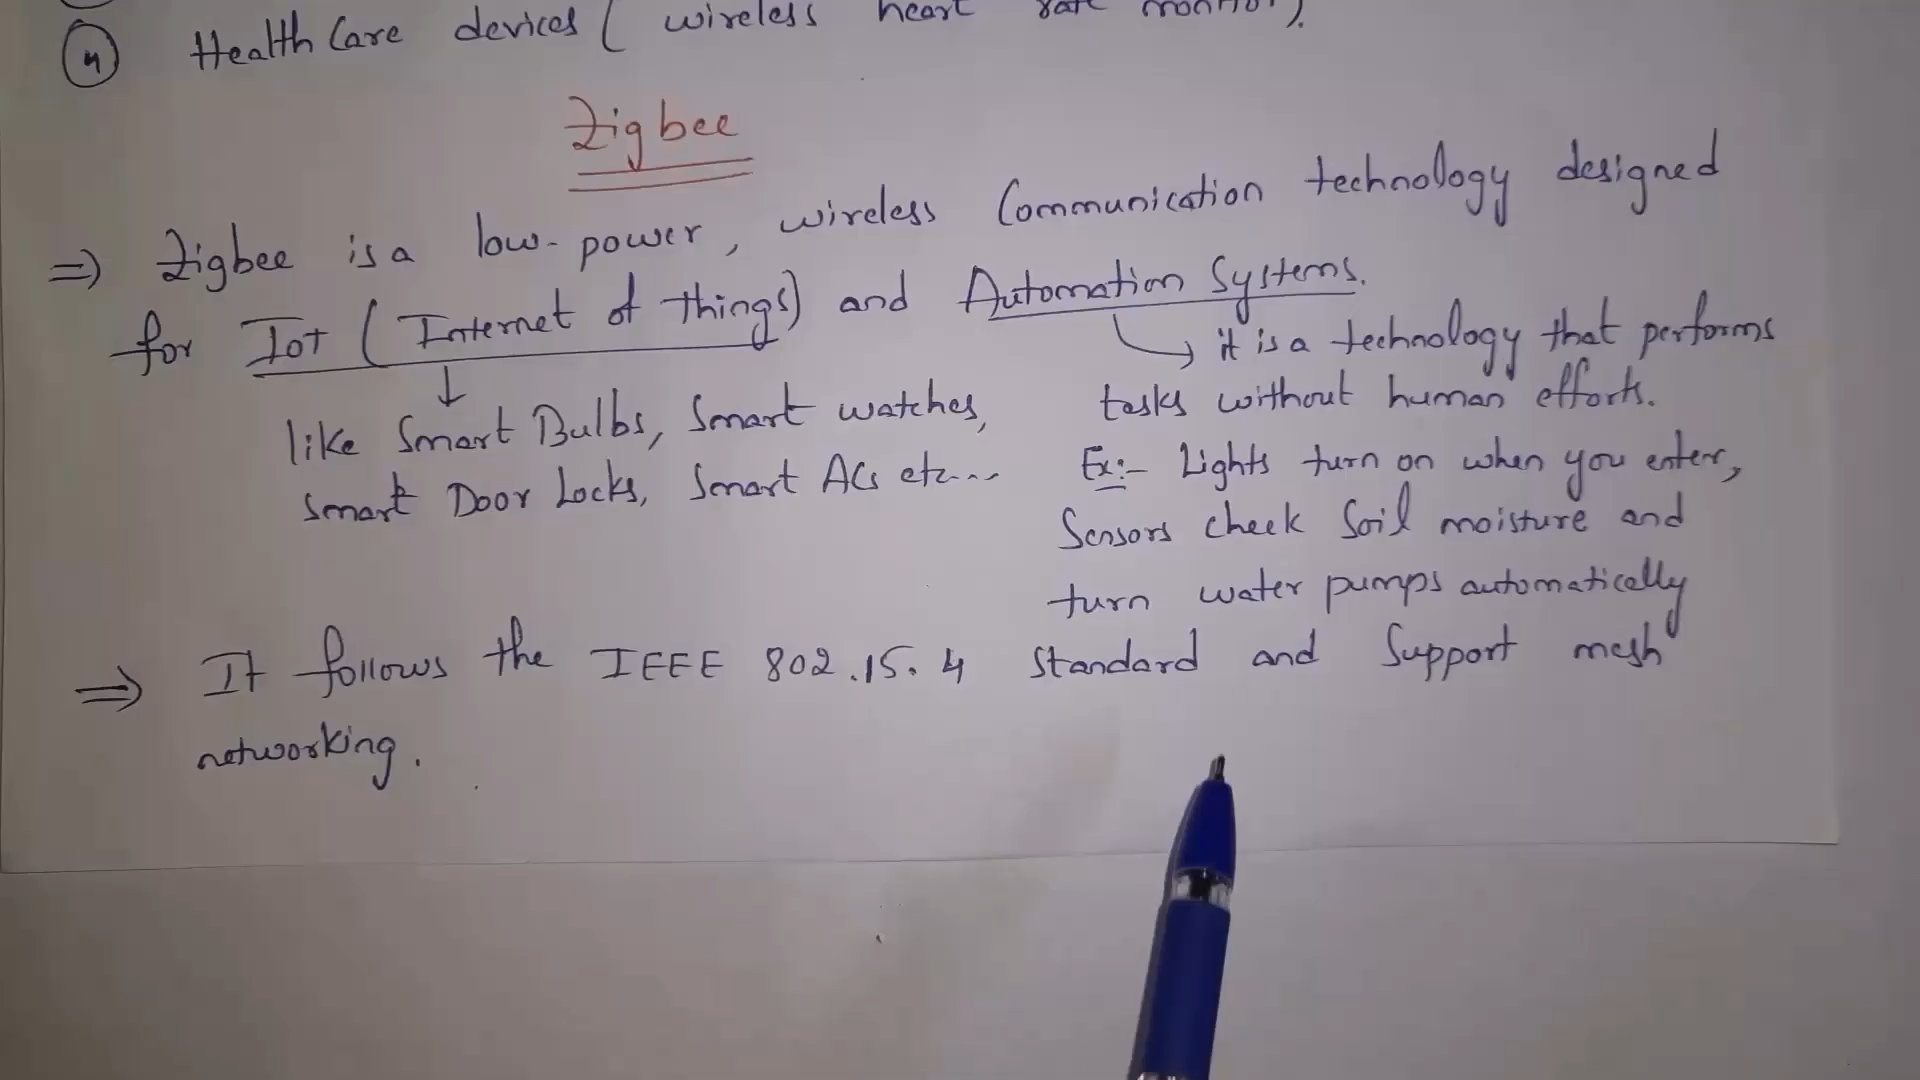 4 Health Care devices ( wireless heart rate monitor).
Zigbee
⇒ Zigbee is a low-power, wireless Communication technology designed
for IoT ( Internet of things) and Automation Systems.
↓
like Smart Bulbs, Smart watches,
Smart Door Locks, Smart ACs etc...
it is a technology that performs
tasks without human efforts.
Ex:- Lights turn on when you enter,
Sensors check Soil moisture and
turn water pumps automatically
⇒ It follows the IEEE 802.15.4 Standard and Support mesh
networking.